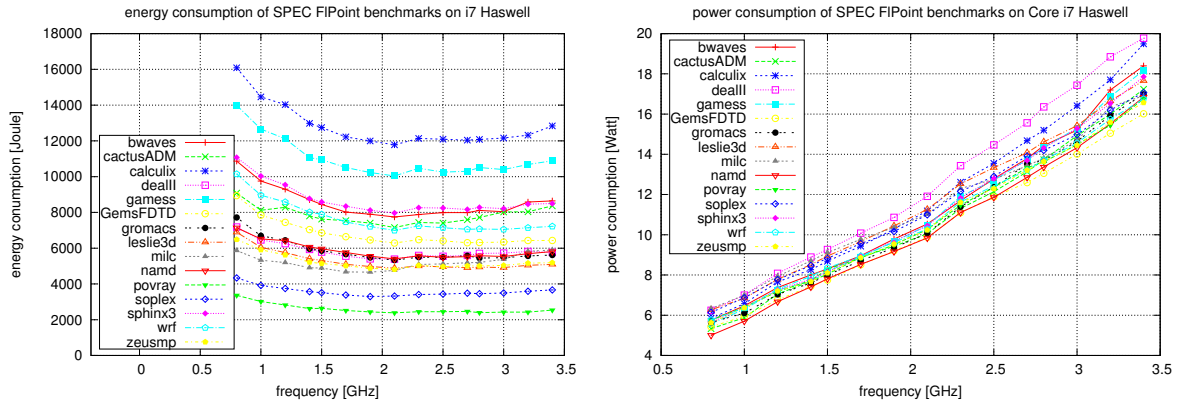 energy consumption of SPEC FlPoint benchmarks on i7 Haswell
energy consumption [Joule]
18000
16000
14000
12000
10000
8000
6000
4000
2000
0
bwaves
cactusADM
calculix
dealII
gamess
GemsFDTD
gromacs
leslie3d
milc
namd
povray
soplex
sphinx3
wrf
zeusmp
0
0.5
1
1.5
2
2.5
3
3.5
frequency [GHz]
power consumption of SPEC FlPoint benchmarks on Core i7 Haswell
power consumption [Watt]
20
18
16
14
12
10
8
6
4
bwaves
cactusADM
calculix
dealII
gamess
GemsFDTD
gromacs
leslie3d
milc
namd
povray
soplex
sphinx3
wrf
zeusmp
0.5
1
1.5
2
2.5
3
3.5
frequency [GHz]